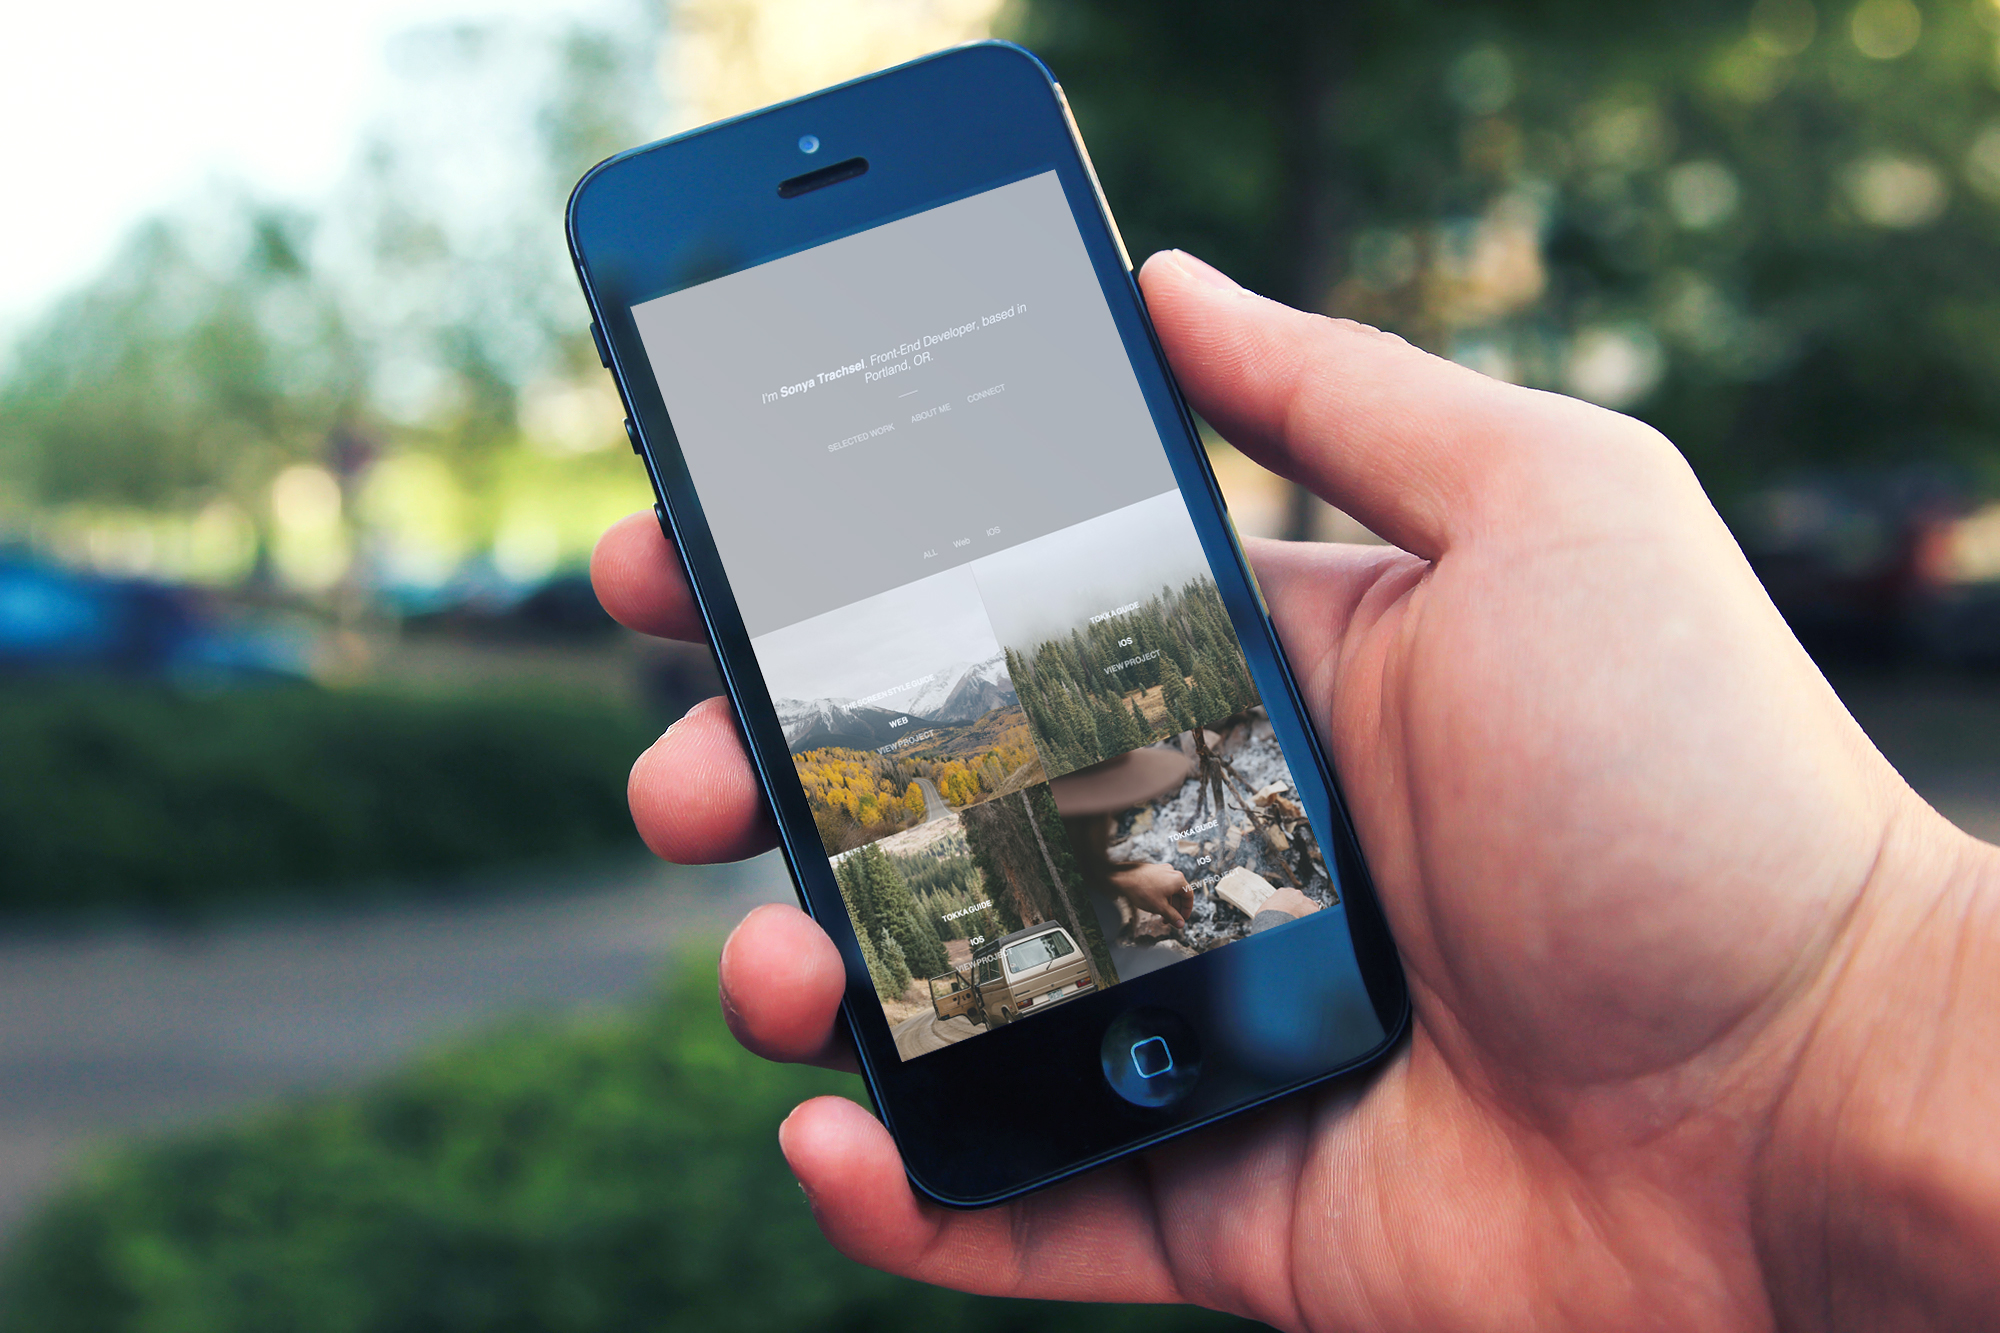 I'm Sonya Trachsel. Front-End Developer, based in
Portland, OR.
SELECTED WORK ABOUT ME CONNECT
ALL Web IOS
THE SCREEN STYLE GUIDE
WEB
VIEW PROJECT
TOKKA GUIDE
IOS
VIEW PROJECT
TOKKA GUIDE
IOS
VIEW PROJECT
TOKKA GUIDE
IOS
VIEW PROJECT